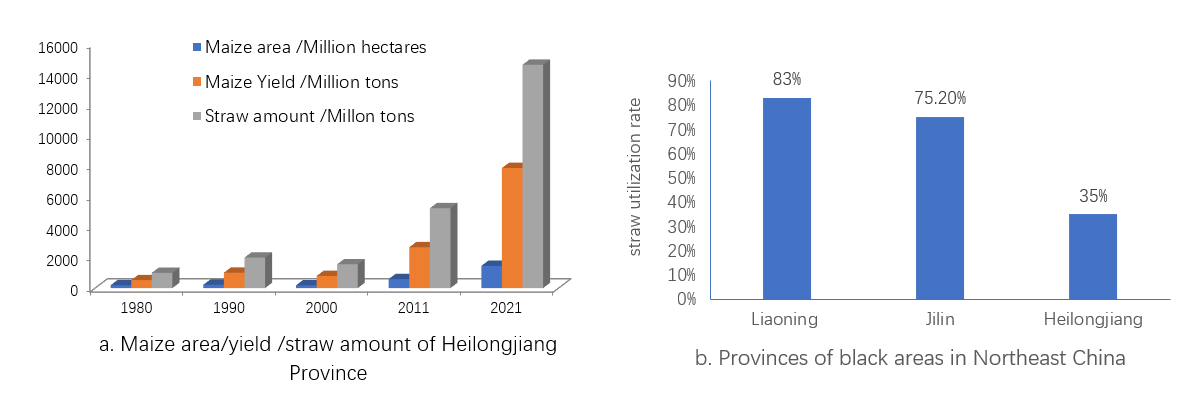 16000
14000
12000
10000
8000
6000
4000
2000
0
Maize area /Million hectares
Maize Yield /Million tons
Straw amount /Millon tons
1980 1990 2000 2011 2021
a. Maize area/yield /straw amount of Heilongjiang
Province
straw utilization rate
90%
80%
70%
60%
50%
40%
30%
20%
10%
0%
83%
75.20%
35%
Liaoning Jilin Heilongjiang
b. Provinces of black areas in Northeast China